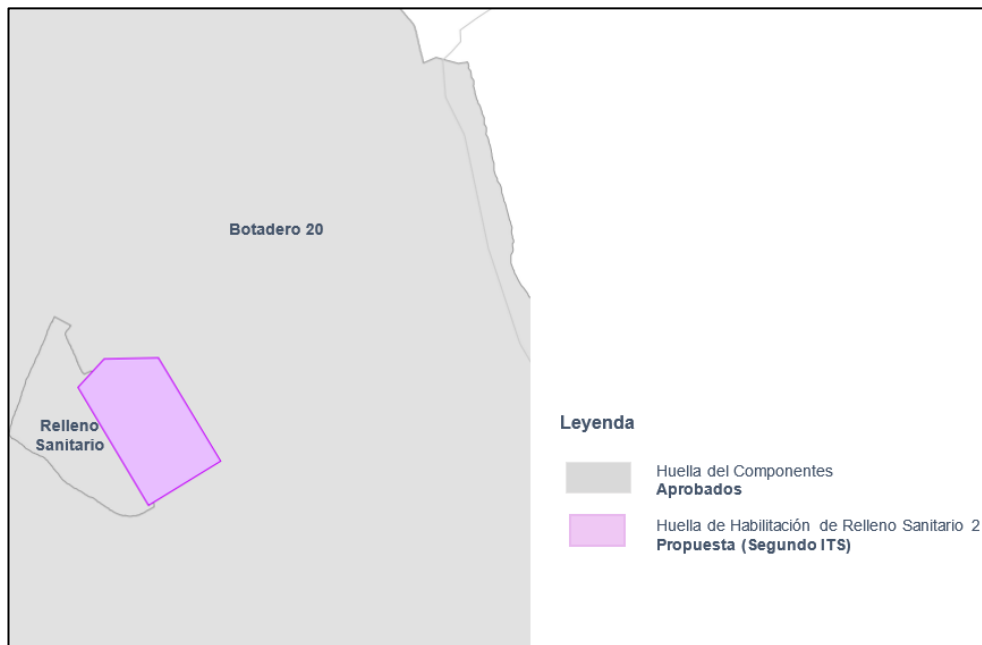 Botadero 20
Relleno
Sanitario
Leyenda
Huella del Componentes
Aprobados
Huella de Habilitación de Relleno Sanitario 2
Propuesta (Segundo ITS)